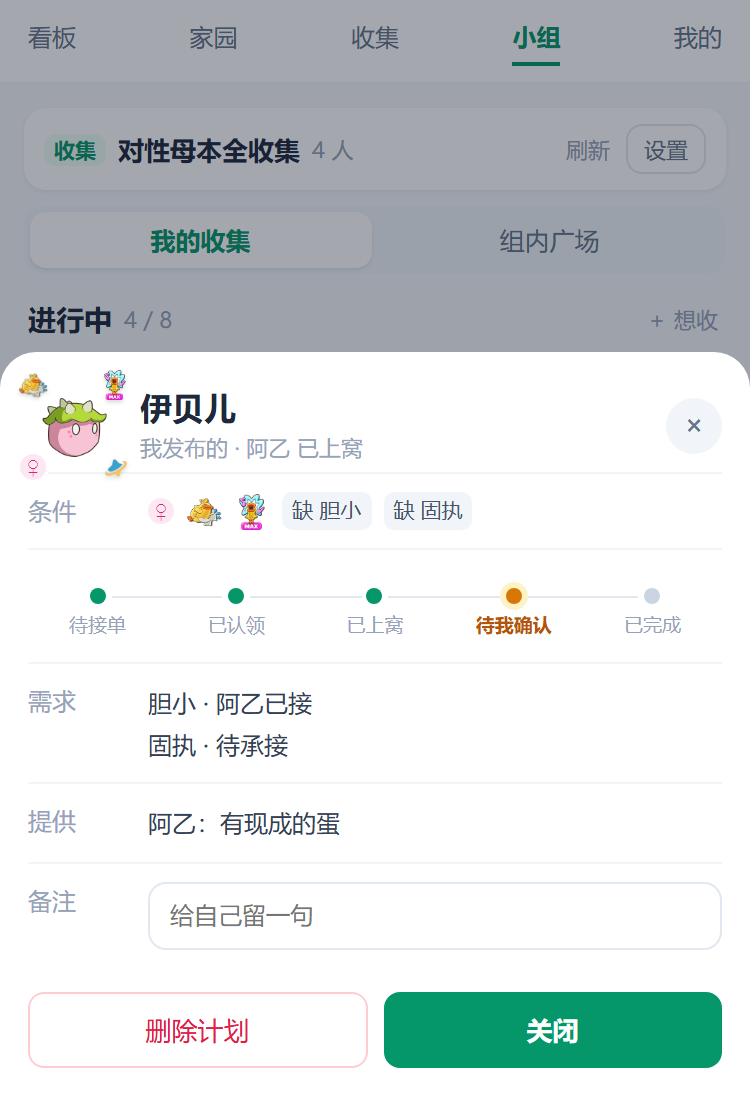 看板 家园 收集 小组 我的
收集 对性母本全收集 4 人 刷新 设置
我的收集 组内广场
进行中 4 / 8 + 想收
伊贝儿
我发布的 · 阿乙 已上窝
×
条件 ♀ MAX 缺 胆小 缺 固执
待接单 已认领 已上窝 待我确认 已完成
需求 胆小 · 阿乙已接
固执 · 待承接
提供 阿乙：有现成的蛋
备注 给自己留一句
删除计划 关闭